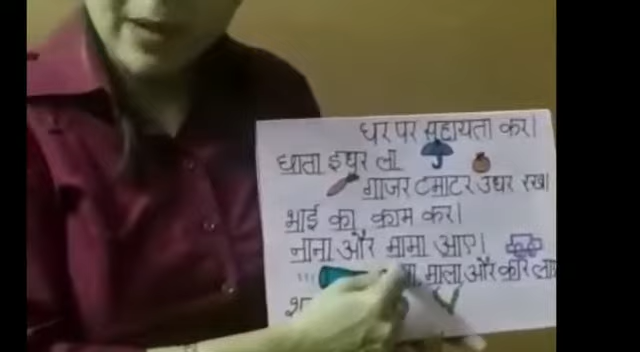 घर पर सहायता कर।
छाता इधर ला
गाजर टमाटर उधर रख।
भाई का काम कर।
नाना और मामा आए।
माला और कार